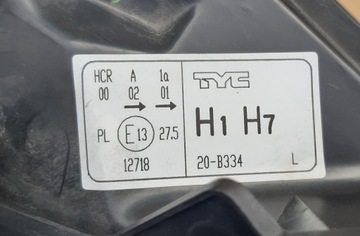 HCR A 1a
00 02 01
PL E13 27.5
12718
TYC
H1 H7
20-B334 L